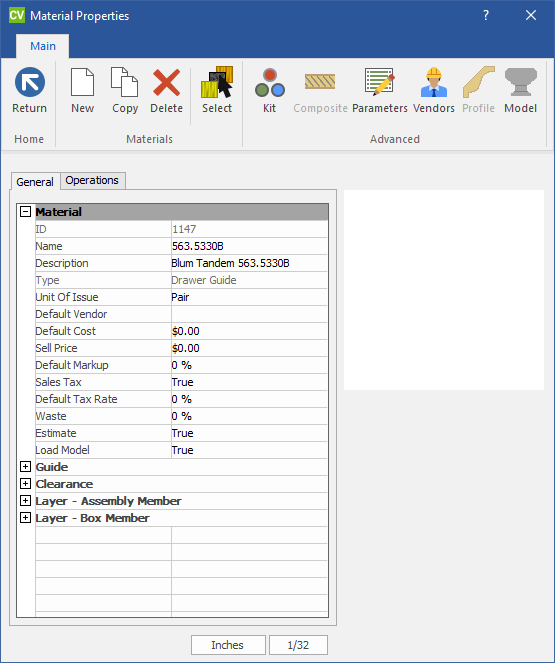 CV Material Properties ? ×
Main
Return New Copy Delete Select Kit Composite Parameters Vendors Profile Model
Home Materials Advanced
General Operations
Material
ID 1147
Name 563.5330B
Description Blum Tandem 563.5330B
Type Drawer Guide
Unit Of Issue Pair
Default Vendor
Default Cost $0.00
Sell Price $0.00
Default Markup 0 %
Sales Tax True
Default Tax Rate 0 %
Waste 0 %
Estimate True
Load Model True
Guide
Clearance
Layer - Assembly Member
Layer - Box Member
Inches 1/32